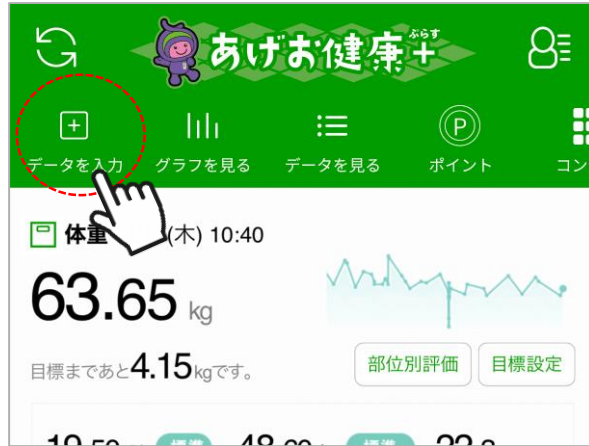 あげお健康+
ぷらす
データを入力 グラフを見る データを見る ポイント コン
体重 (木) 10:40
63.65 kg
目標まであと4.15kgです。
部位別評価 目標設定